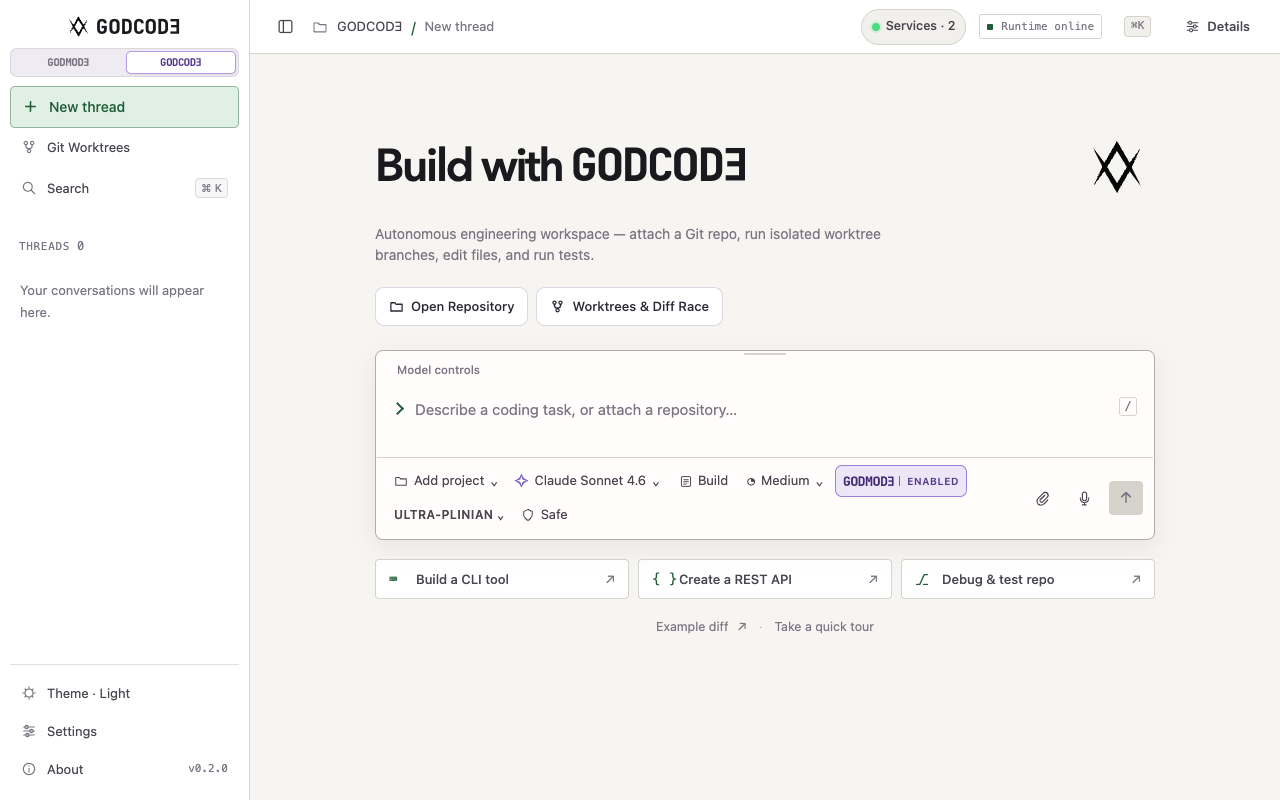 GODCODƎ
GODMODƎ GODCODƎ
New thread
Git Worktrees
Search ⌘ K
THREADS 0
Your conversations will appear
here.
Theme · Light
Settings
About v0.2.0
GODCODƎ / New thread
Services · 2
Runtime online
⌘K
Details
Build with GODCODƎ
Autonomous engineering workspace — attach a Git repo, run isolated worktree
branches, edit files, and run tests.
Open Repository
Worktrees & Diff Race
Model controls
Describe a coding task, or attach a repository...
/
Add project Claude Sonnet 4.6 Build Medium GODMODƎ | ENABLED
ULTRA-PLINIAN Safe
Build a CLI tool
{ } Create a REST API
Debug & test repo
Example diff ↗ · Take a quick tour